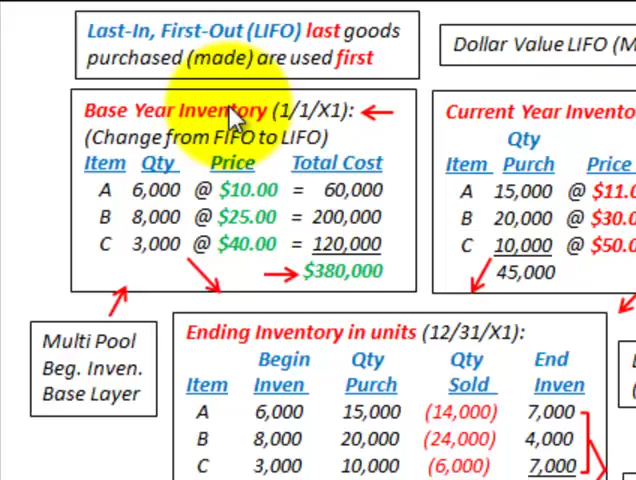 Last-In, First-Out (LIFO) last goods
purchased (made) are used first
Dollar Value LIFO (M
Base Year Inventory (1/1/X1):
(Change from FIFO to LIFO)
Item Qty Price Total Cost
A 6,000 @ $10.00 = 60,000
B 8,000 @ $25.00 = 200,000
C 3,000 @ $40.00 = 120,000
$380,000
Current Year Invento
Qty
Item Purch Price
A 15,000 @ $11.0
B 20,000 @ $30.0
C 10,000 @ $50.0
45,000
Multi Pool
Beg. Inven.
Base Layer
Ending Inventory in units (12/31/X1):
Begin Qty Qty End
Item Inven Purch Sold Inven
A 6,000 15,000 (14,000) 7,000
B 8,000 20,000 (24,000) 4,000
C 3,000 10,000 (6,000) 7,000